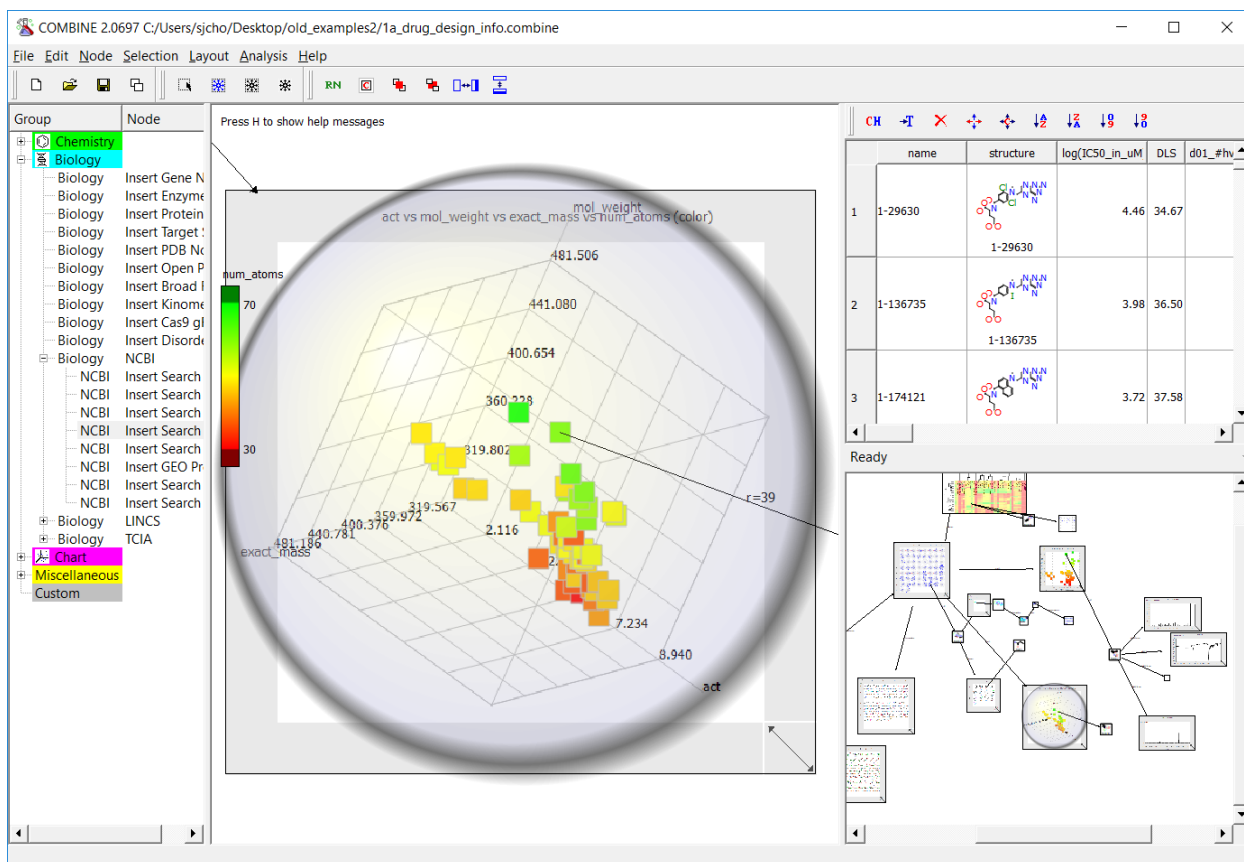 COMBINE 2.0697 C:/Users/sjcho/Desktop/old_examples2/1a_drug_design_info.combine
File Edit Node Selection Layout Analysis Help
RN
Group Node
Chemistry
Biology
Biology Insert Gene N
Biology Insert Enzyme
Biology Insert Protein
Biology Insert Target
Biology Insert PDB No
Biology Insert Open P
Biology Insert Broad
Biology Insert Kinome
Biology Insert Cas9 gl
Biology Insert Disorde
Biology NCBI
NCBI Insert Search
NCBI Insert Search
NCBI Insert Search
NCBI Insert Search
NCBI Insert Search
NCBI Insert GEO Pr
NCBI Insert Search
NCBI Insert Search
Biology LINCS
Biology TCIA
Chart
Miscellaneous
Custom
Press H to show help messages
mol_weight
act vs mol_weight vs exact_mass vs num_atoms (color)
481.506
num_atoms
70
441.080
400.654
360.228
319.802
30
r=39
319.567
359.972
400.376
440.781
481.186
2.116
exact_mass
7.234
8.940
act
CH T
name structure log(IC50_in_uM DLS d01_#hv
1 1-29630 4.46 34.67
1-29630
2 1-136735 3.98 36.50
1-136735
3 1-174121 3.72 37.58
Ready